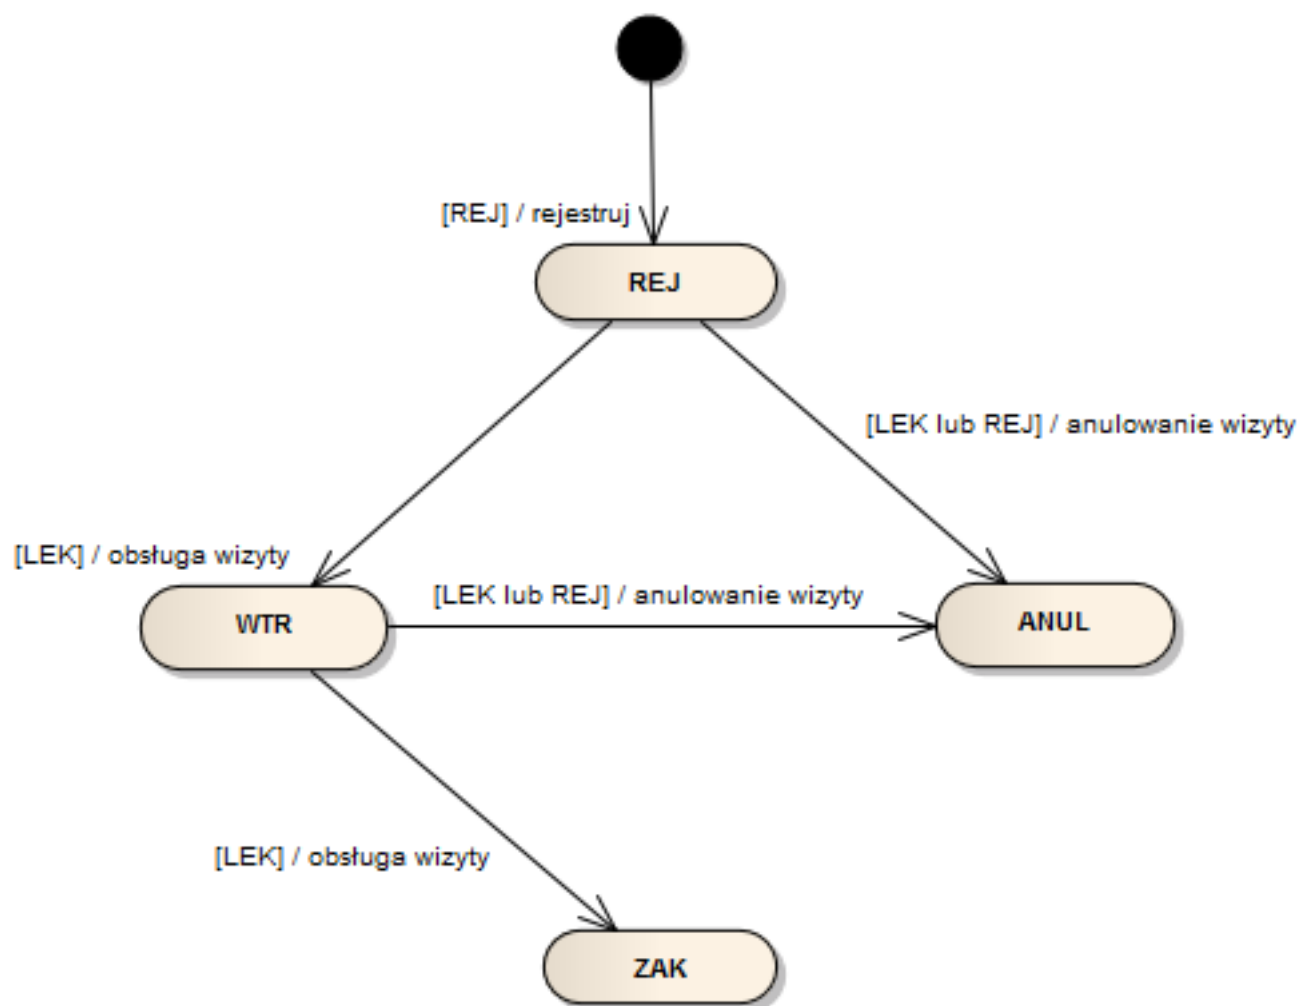 [REJ] / rejestruj
REJ
[LEK lub REJ] / anulowanie wizyty
[LEK] / obsługa wizyty
[LEK lub REJ] / anulowanie wizyty
WTR
ANUL
[LEK] / obsługa wizyty
ZAK